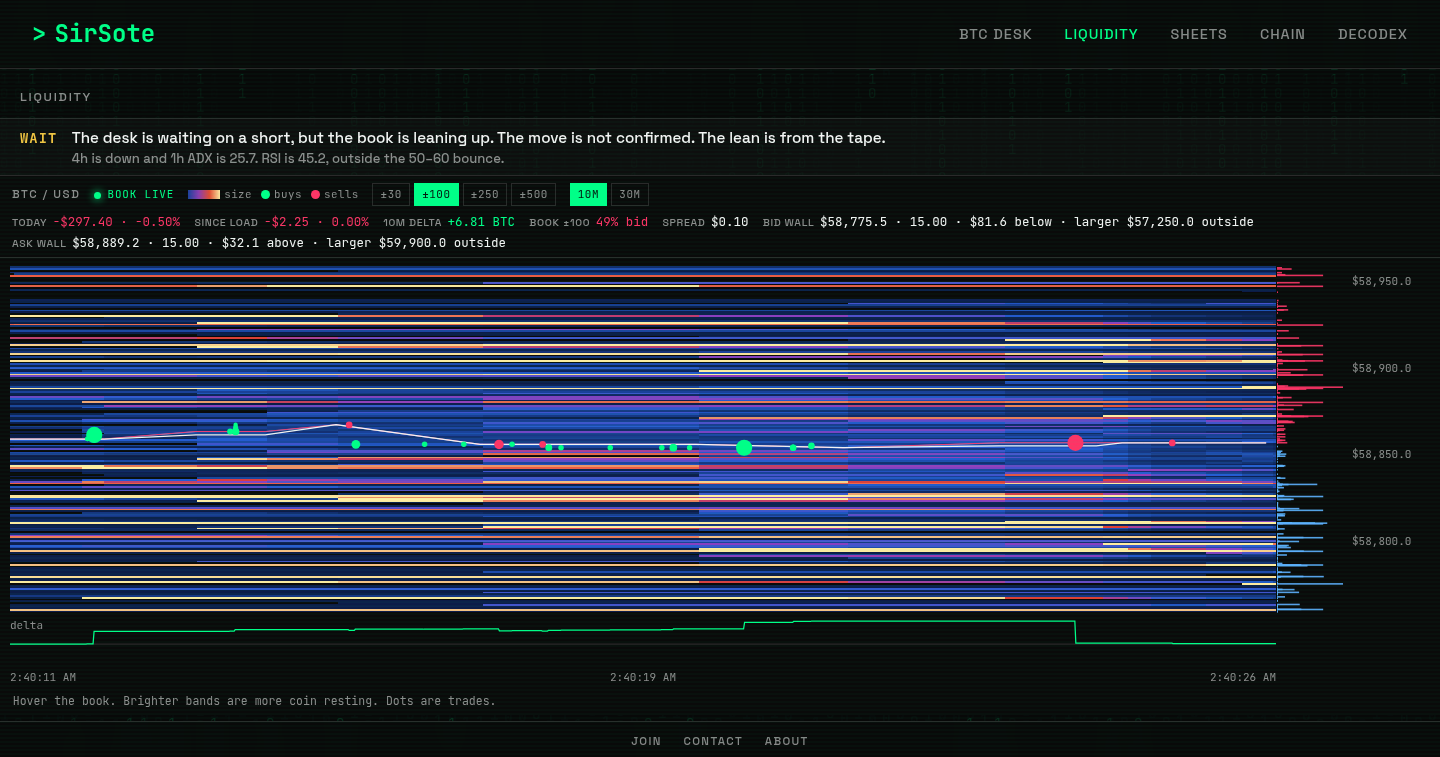 > SirSote
BTC DESK LIQUIDITY SHEETS CHAIN DECODEX
LIQUIDITY
WAIT The desk is waiting on a short, but the book is leaning up. The move is not confirmed. The lean is from the tape.
4h is down and 1h ADX is 25.7. RSI is 45.2, outside the 50–60 bounce.
BTC / USD BOOK LIVE size buys sells ±30 ±100 ±250 ±500 10M 30M
TODAY -$297.40 · -0.50% SINCE LOAD -$2.25 · 0.00% 10M DELTA +6.81 BTC BOOK ±100 49% bid SPREAD $0.10 BID WALL $58,775.5 · 15.00 · $81.6 below · larger $57,250.0 outside
ASK WALL $58,889.2 · 15.00 · $32.1 above · larger $59,900.0 outside
$58,950.0
$58,900.0
$58,850.0
$58,800.0
delta
2:40:11 AM 2:40:19 AM 2:40:26 AM
Hover the book. Brighter bands are more coin resting. Dots are trades.
JOIN CONTACT ABOUT